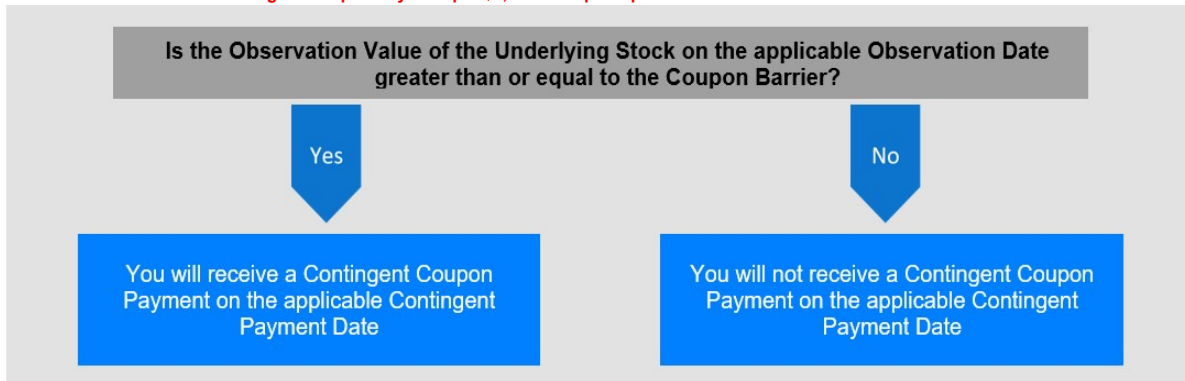 Is the Observation Value of the Underlying Stock on the applicable Observation Date
greater than or equal to the Coupon Barrier?
Yes
No
You will receive a Contingent Coupon
Payment on the applicable Contingent
Payment Date
You will not receive a Contingent Coupon
Payment on the applicable Contingent
Payment Date